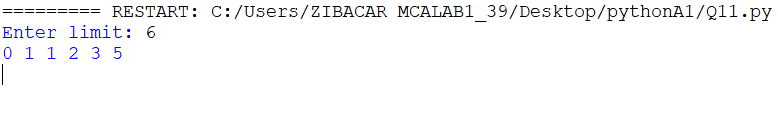 ========= RESTART: C:/Users/ZIBACAR MCALAB1_39/Desktop/pythonA1/Q11.py
Enter limit: 6
0 1 1 2 3 5